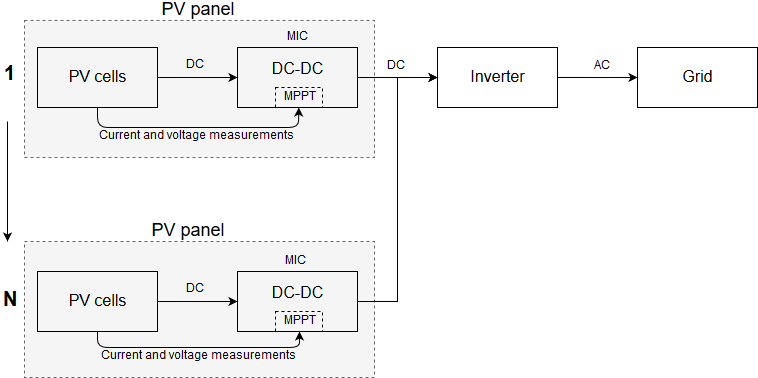 PV panel
MIC
1
PV cells
DC
DC-DC
MPPT
Current and voltage measurements
DC
Inverter
AC
Grid
PV panel
MIC
N
PV cells
DC
DC-DC
MPPT
Current and voltage measurements